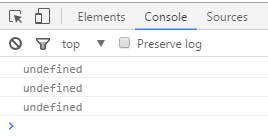 Elements Console Sources
top Preserve log
undefined
undefined
undefined